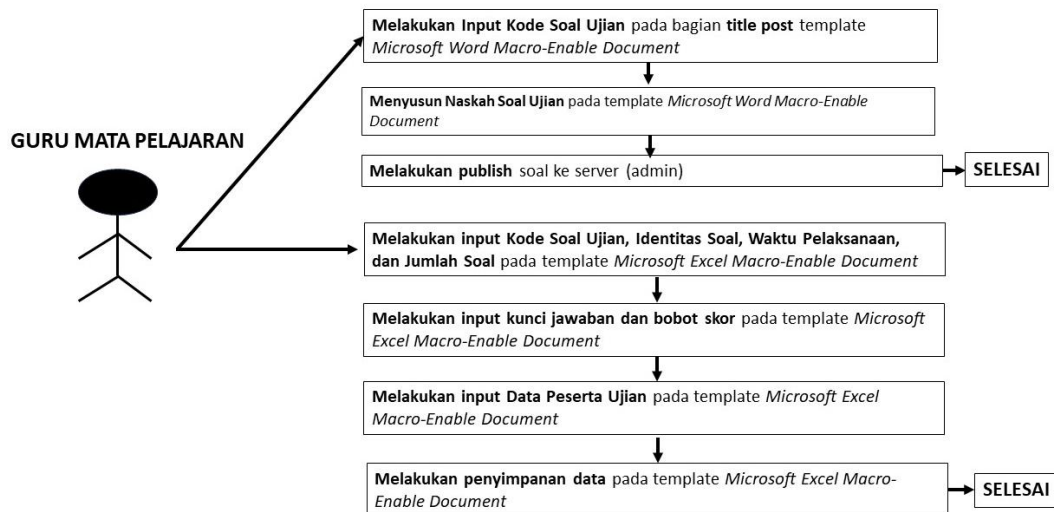 Melakukan Input Kode Soal Ujian pada bagian title post template
Microsoft Word Macro-Enable Document
Menyusun Naskah Soal Ujian pada template Microsoft Word Macro-Enable
Document
GURU MATA PELAJARAN
Melakukan publish soal ke server (admin)
SELESAI
Melakukan input Kode Soal Ujian, Identitas Soal, Waktu Pelaksanaan,
dan Jumlah Soal pada template Microsoft Excel Macro-Enable Document
Melakukan input kunci jawaban dan bobot skor pada template Microsoft
Excel Macro-Enable Document
Melakukan input Data Peserta Ujian pada template Microsoft Excel
Macro-Enable Document
Melakukan penyimpanan data pada template Microsoft Excel Macro-
Enable Document
SELESAI